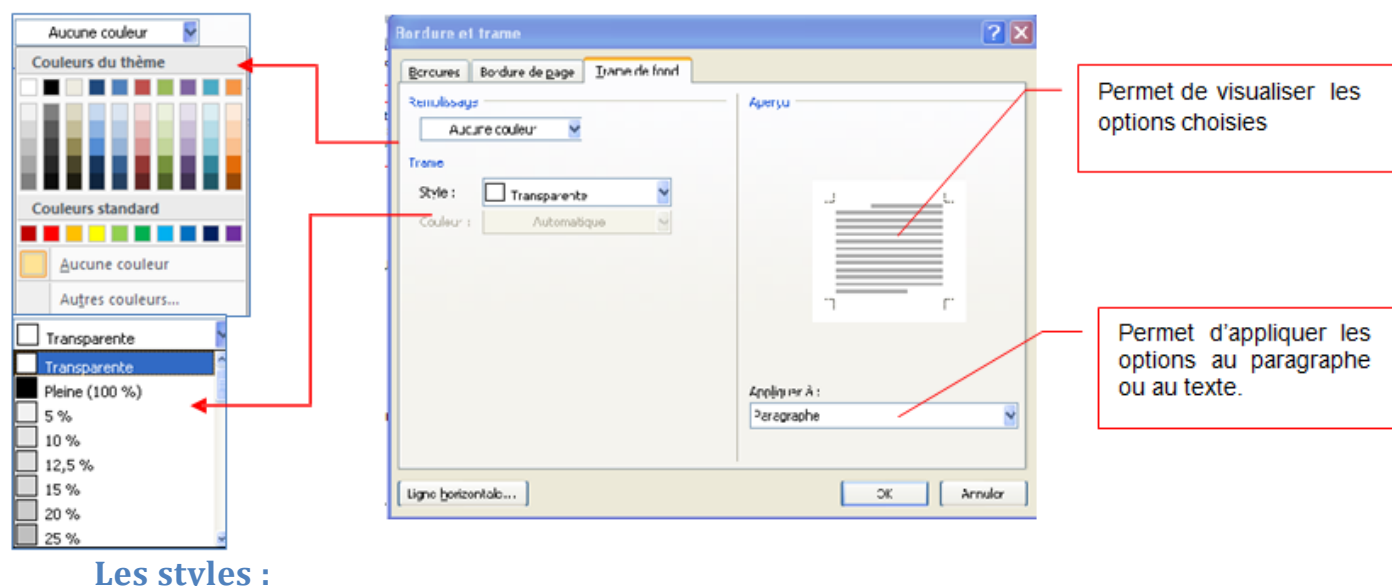 Aucune couleur
Couleurs du thème
Couleurs standard
Aucune couleur
Autres couleurs...
Transparente
Transparente
Pleine (100 %)
5 %
10 %
12,5 %
15 %
20 %
25 %
Bordure et trame
Bordures Bordure de page Trame de fond
Remplissage
Aucune couleur
Trame
Style : Transparente
Couleur : Automatique
Aperçu
Appliquer à :
Paragraphe
Ligne horizontale... OK Annuler
Permet de visualiser les
options choisies
Permet d'appliquer les
options au paragraphe
ou au texte.
Les styles :